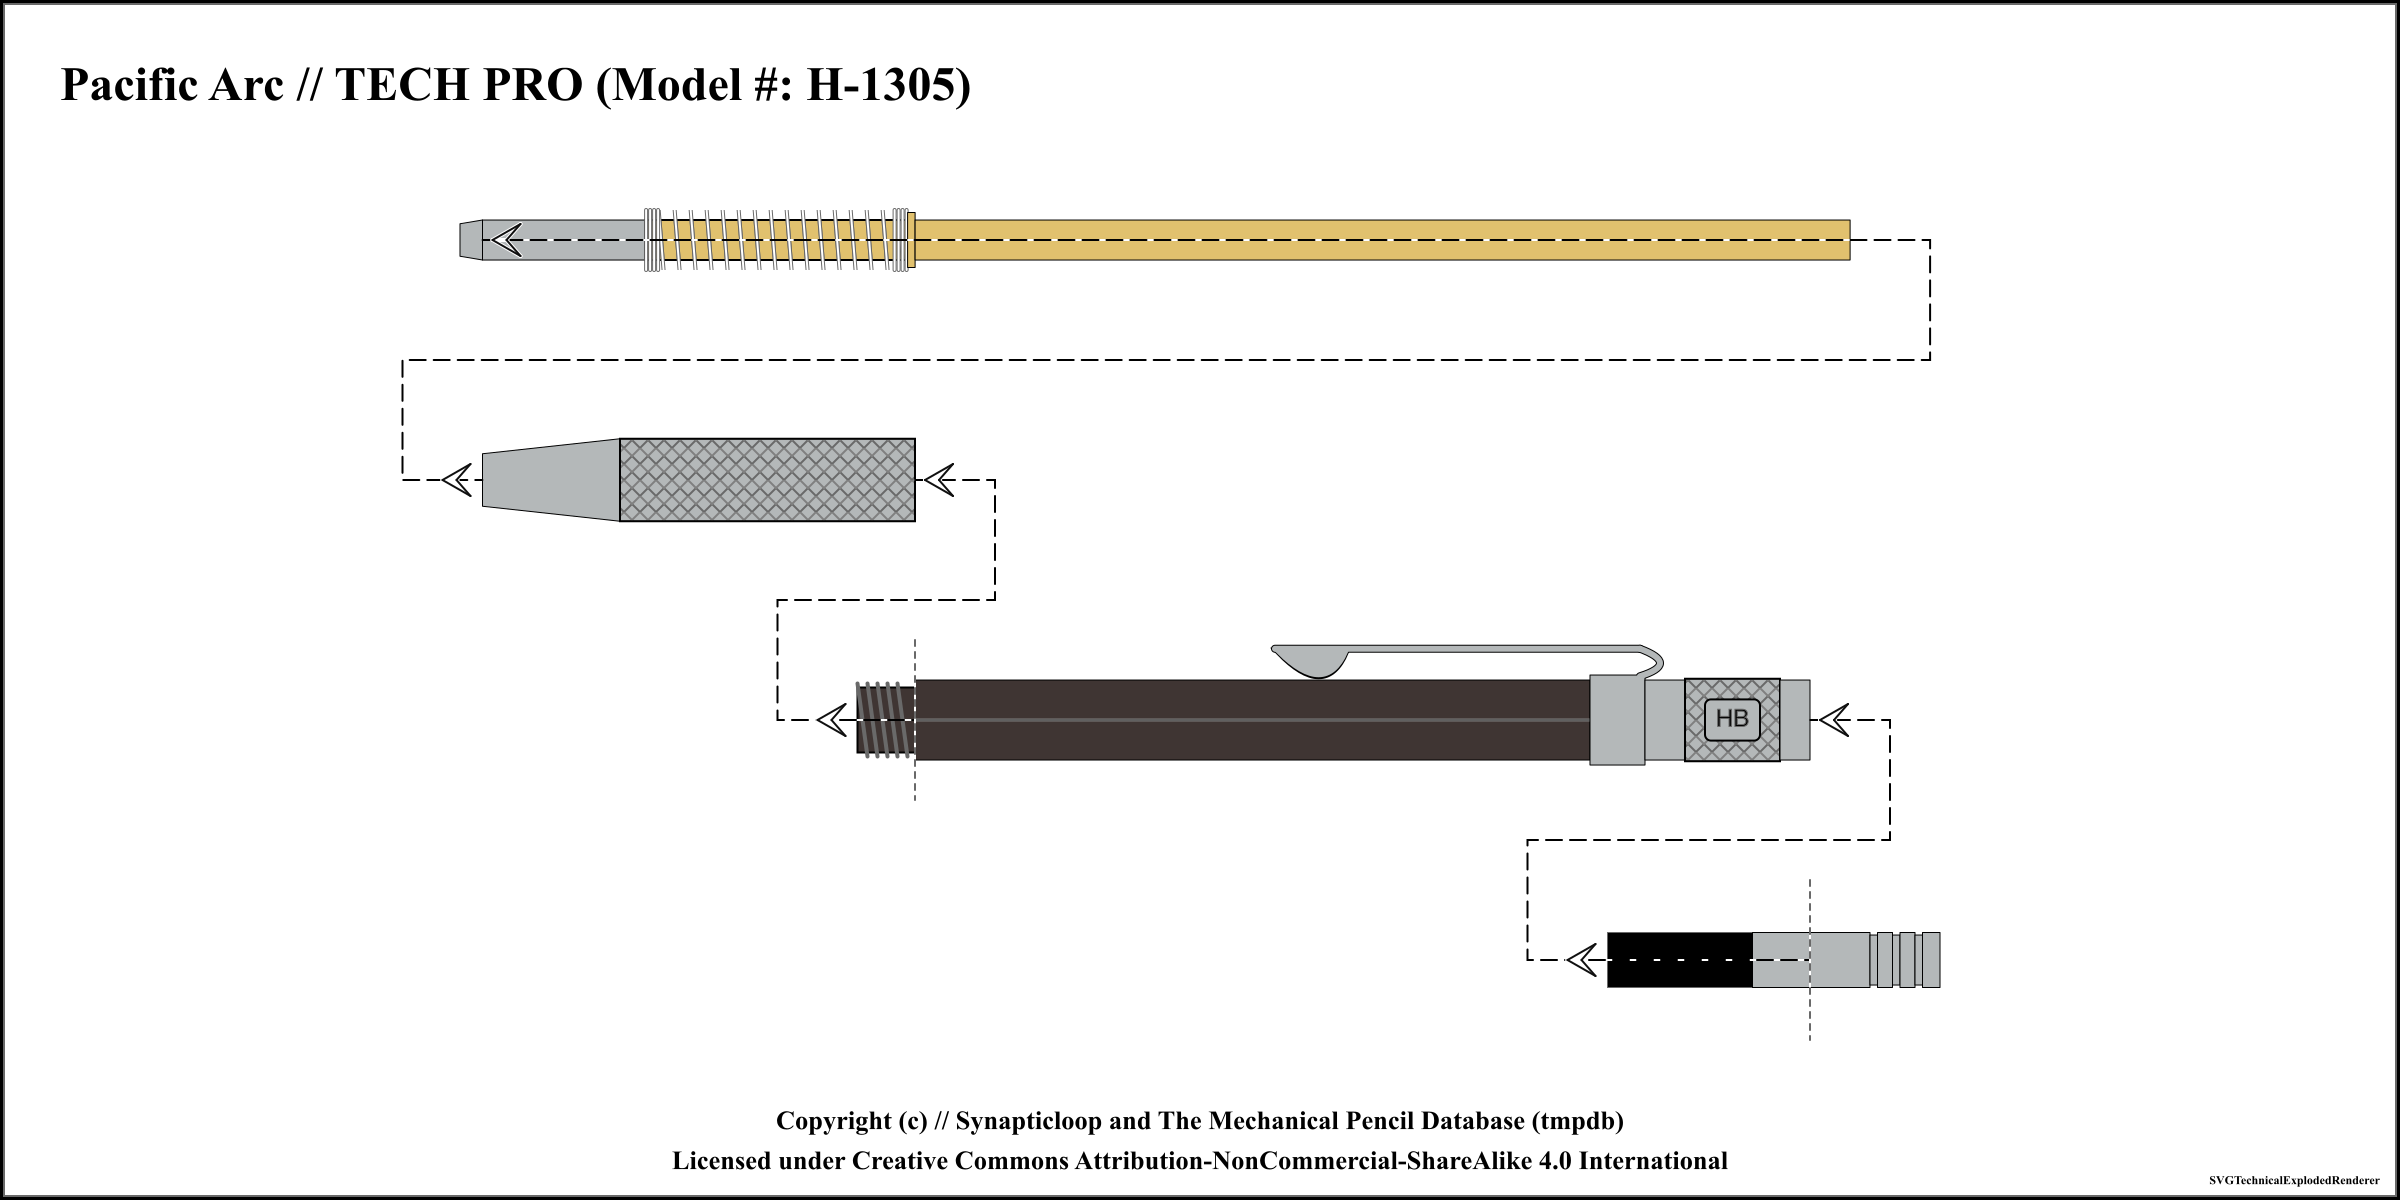 Pacific Arc // TECH PRO (Model #: H-1305)
HB
Copyright (c) // Synapticloop and The Mechanical Pencil Database (tmpdb)
Licensed under Creative Commons Attribution-NonCommercial-ShareAlike 4.0 International
SVGTechnicalExplodedRenderer